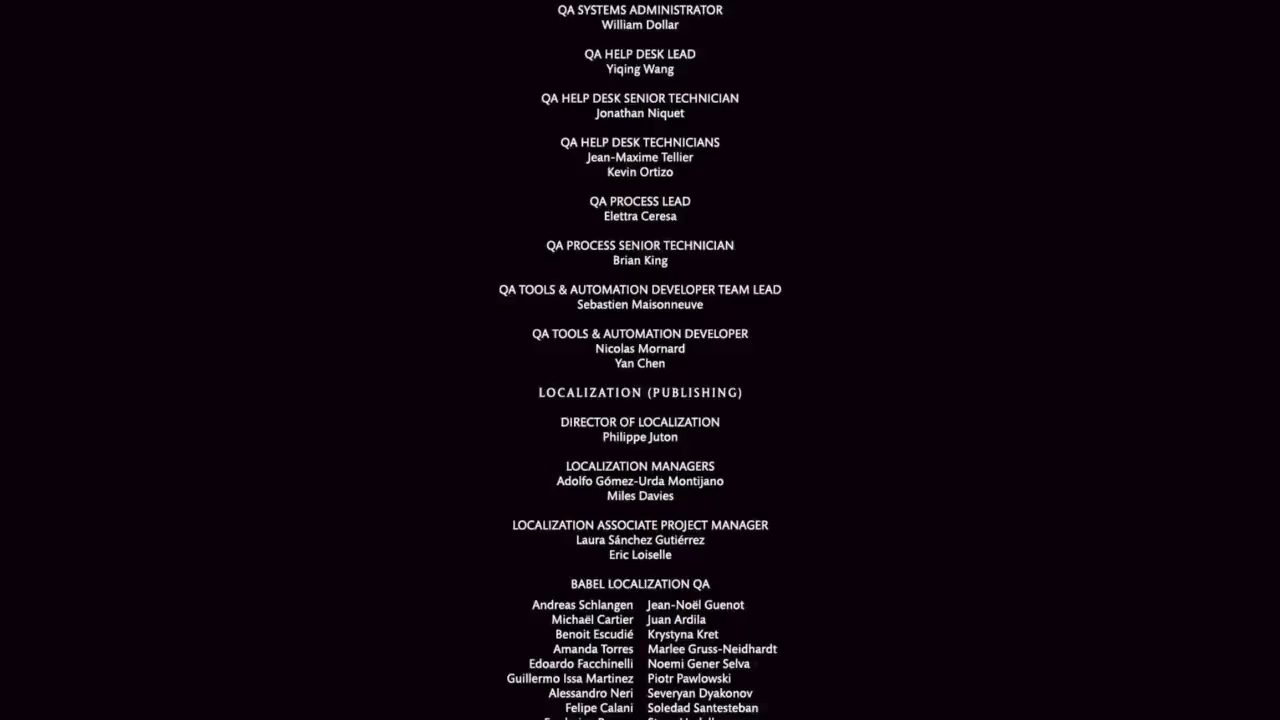 QA SYSTEMS ADMINISTRATOR
William Dollar
QA HELP DESK LEAD
Yiqing Wang
QA HELP DESK SENIOR TECHNICIAN
Jonathan Niquet
QA HELP DESK TECHNICIANS
Jean-Maxime Tellier
Kevin Ortizo
QA PROCESS LEAD
Elettra Ceresa
QA PROCESS SENIOR TECHNICIAN
Brian King
QA TOOLS & AUTOMATION DEVELOPER TEAM LEAD
Sebastien Maisonneuve
QA TOOLS & AUTOMATION DEVELOPER
Nicolas Mornard
Yan Chen
LOCALIZATION (PUBLISHING)
DIRECTOR OF LOCALIZATION
Philippe Juton
LOCALIZATION MANAGERS
Adolfo Gómez-Urda Montijano
Miles Davies
LOCALIZATION ASSOCIATE PROJECT MANAGER
Laura Sánchez Gutiérrez
Eric Loiselle
BABEL LOCALIZATION QA
Andreas Schlangen Jean-Noël Guenot
Michaël Cartier Juan Ardila
Benoit Escudié Krystyna Kret
Amanda Torres Marlee Gruss-Neidhardt
Edoardo Facchinelli Noemi Gener Selva
Guillermo Issa Martinez Piotr Pawlowski
Alessandro Neri Severyan Dyakonov
Felipe Calani Soledad Santesteban